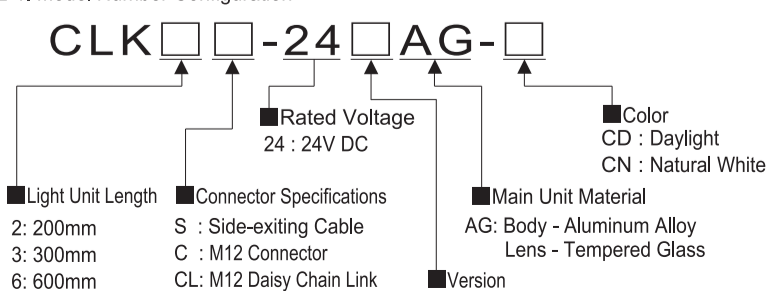 CLK□ □-24□AG-□
■Rated Voltage
24 : 24V DC
■Color
CD : Daylight
CN : Natural White
■Light Unit Length
2: 200mm
3: 300mm
6: 600mm
■Connector Specifications
S : Side-exiting Cable
C : M12 Connector
CL: M12 Daisy Chain Link
■Version
■Main Unit Material
AG: Body - Aluminum Alloy
Lens - Tempered Glass